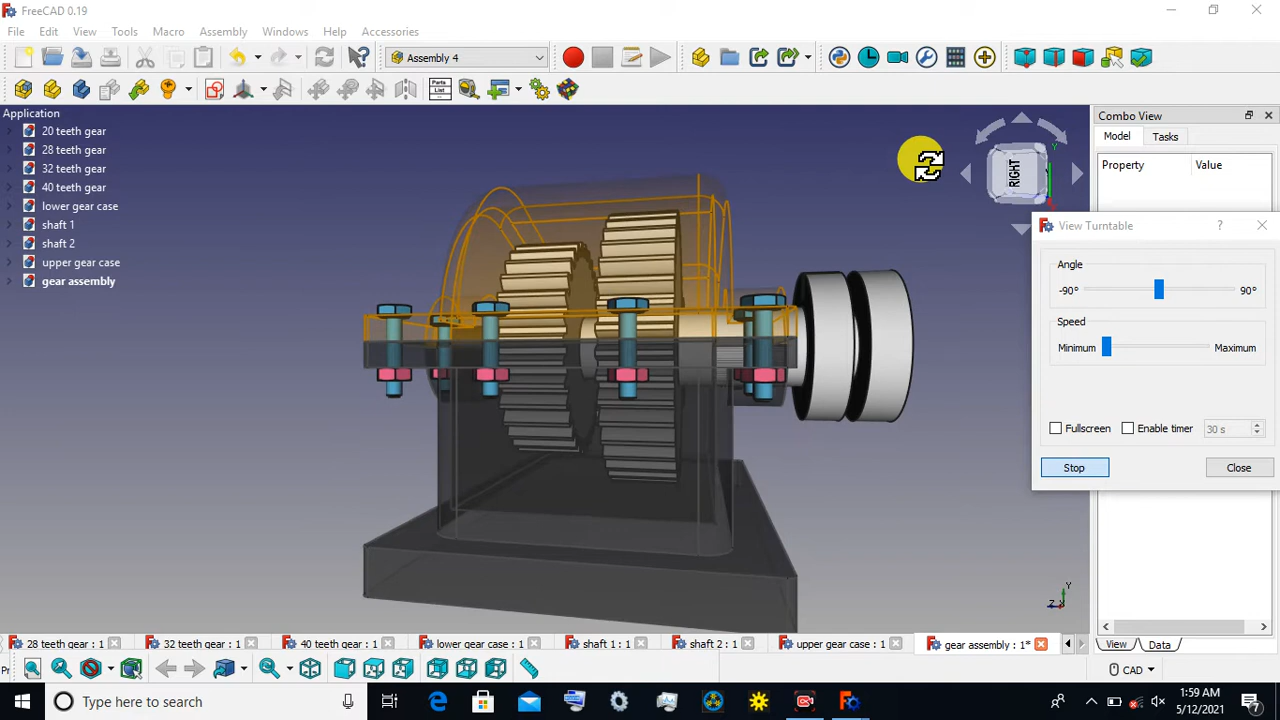 FreeCAD 0.19
File Edit View Tools Macro Assembly Windows Accessories
Assembly 4
Parts
List
Application
20 teeth gear
28 teeth gear
32 teeth gear
40 teeth gear
lower gear case
shaft 1
shaft 2
upper gear case
gear assembly
RIGHT
Y
Combo View
Model Tasks
Property Value
View Turntable
?
Angle
-90° 90°
Speed
Minimum Maximum
Fullscreen Enable timer 30 s
Stop Close
Y
Z X
28 teeth gear : 1 32 teeth gear : 1 40 teeth gear : 1 lower gear case : 1 shaft 1 : 1 shaft 2 : 1 upper gear case : 1 gear assembly : 1*
View Data
Pr
CAD
Type here to search
1:59 AM
5/12/2021
7